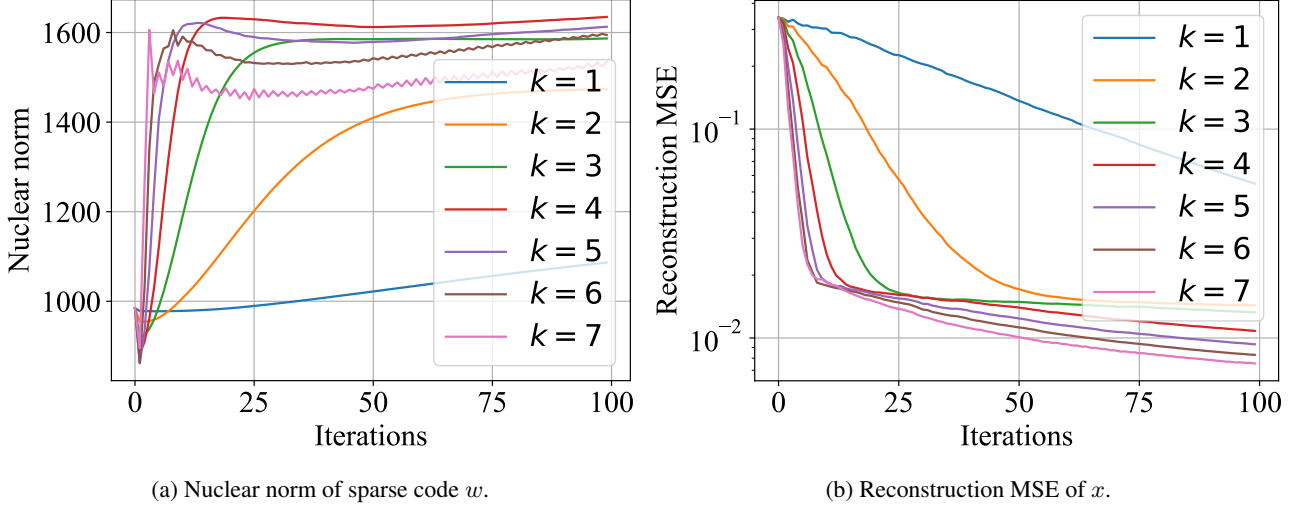 Nuclear norm
1600
1400
1200
1000
0
25
50
75
100
Iterations
k = 1
k = 2
k = 3
k = 4
k = 5
k = 6
k = 7
(a) Nuclear norm of sparse code w.
Reconstruction MSE
10⁻¹
10⁻²
0
25
50
75
100
Iterations
k = 1
k = 2
k = 3
k = 4
k = 5
k = 6
k = 7
(b) Reconstruction MSE of x.